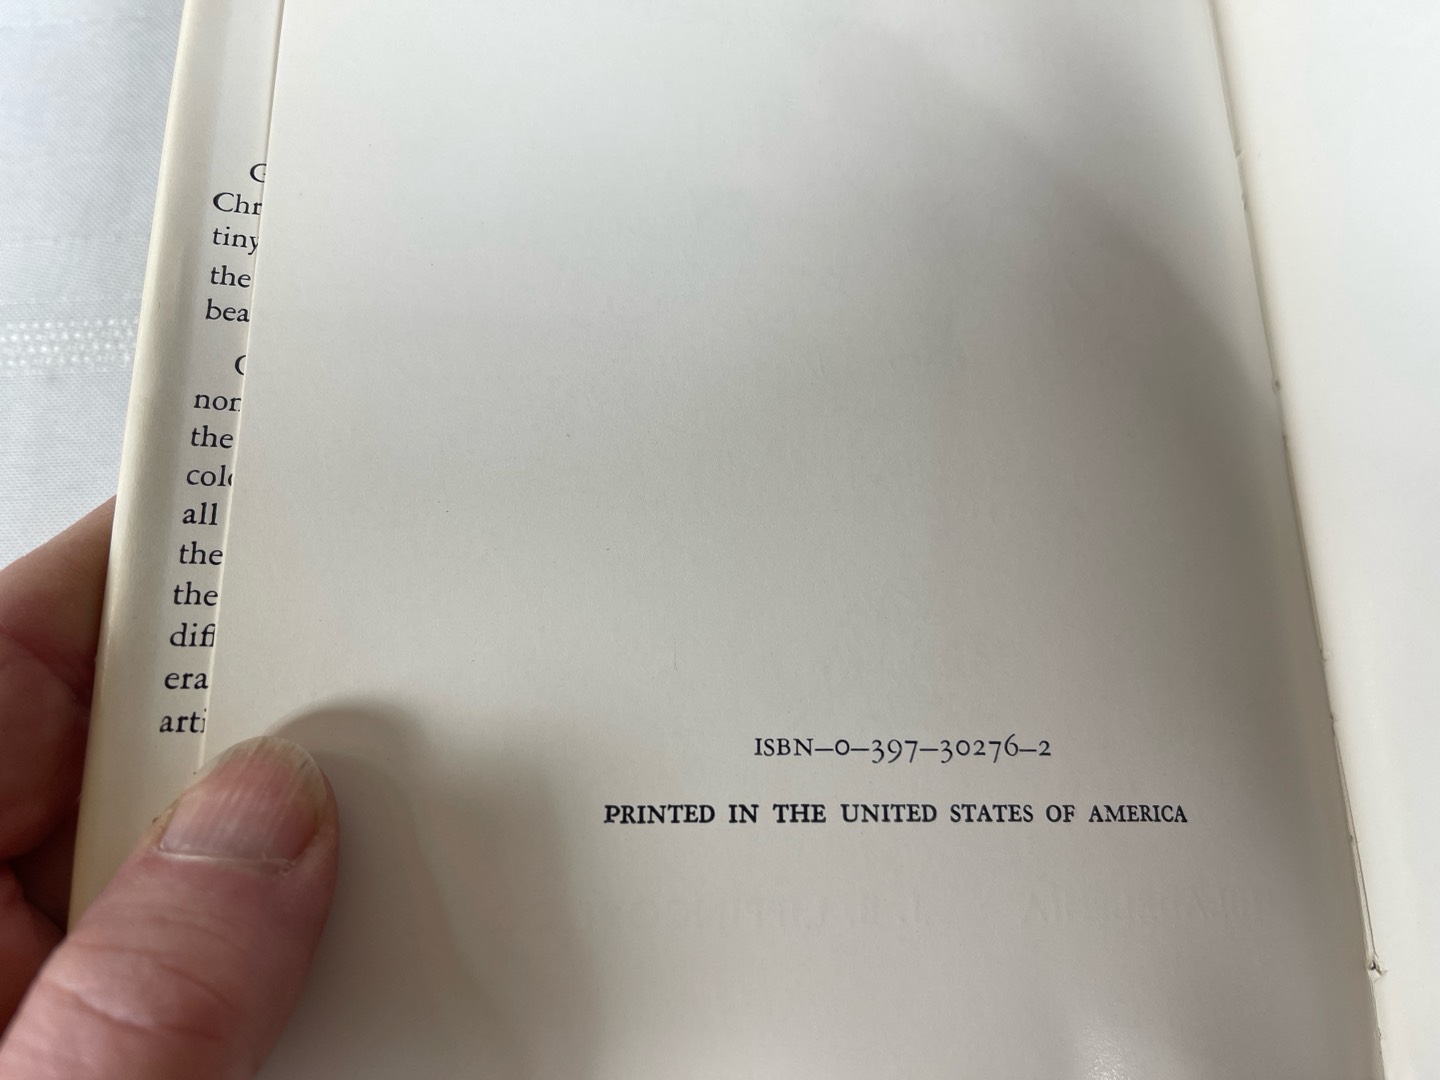 Chr
tiny
the
bea
nor
the
col
all
the
the
dif
era
arti
ISBN–0–397–30276–2
PRINTED IN THE UNITED STATES OF AMERICA